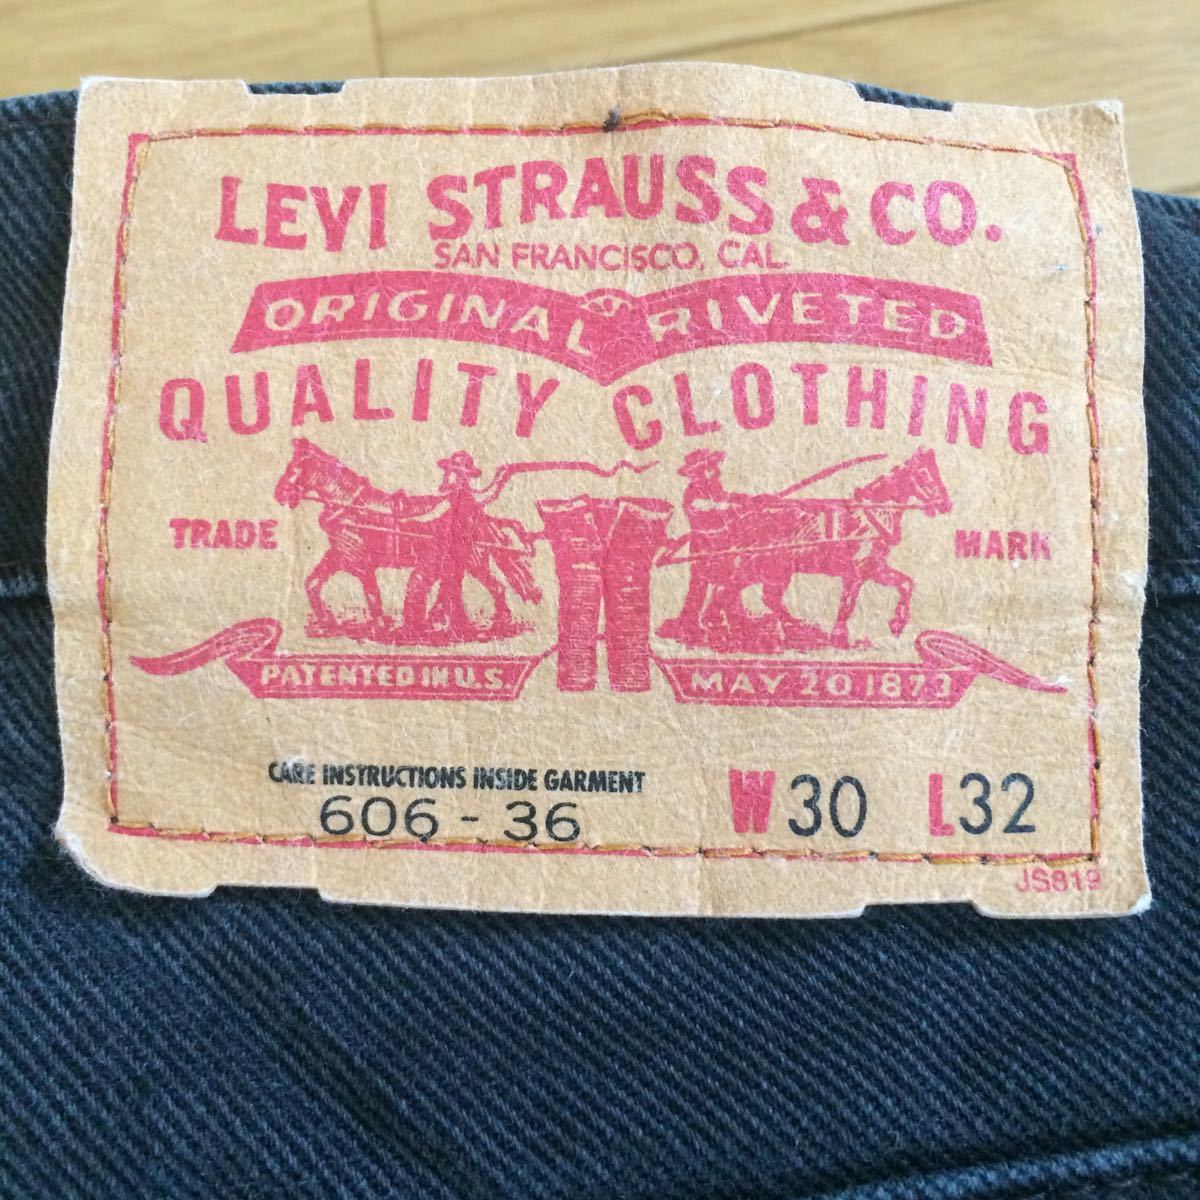 LEVI STRAUSS & CO.
SAN FRANCISCO, CAL.
ORIGINAL RIVETED
QUALITY CLOTHING
TRADE MARK
PATENTED IN U.S. MAY 20 1873
CARE INSTRUCTIONS INSIDE GARMENT
606 - 36 W30 L32
JS819